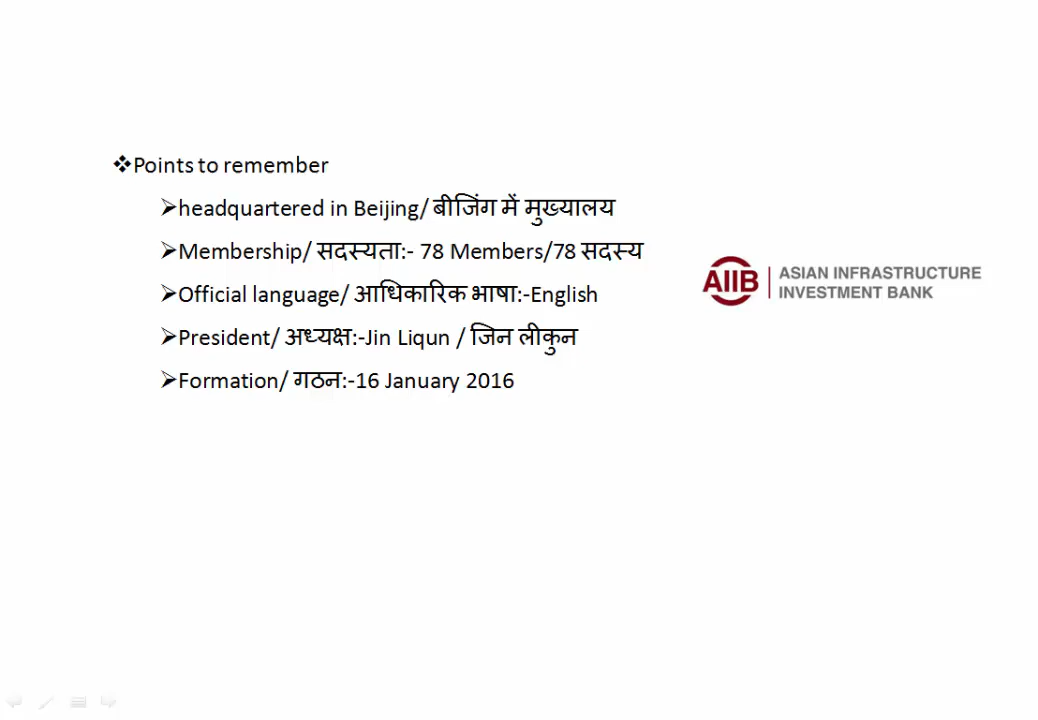 ❖Points to remember
➢headquartered in Beijing/ बीजिंग में मुख्यालय
➢Membership/ सदस्यता:- 78 Members/78 सदस्य
➢Official language/ आधिकारिक भाषा:-English
➢President/ अध्यक्ष:-Jin Liqun / जिन लीकुन
➢Formation/ गठन:-16 January 2016
AIIB
ASIAN INFRASTRUCTURE
INVESTMENT BANK